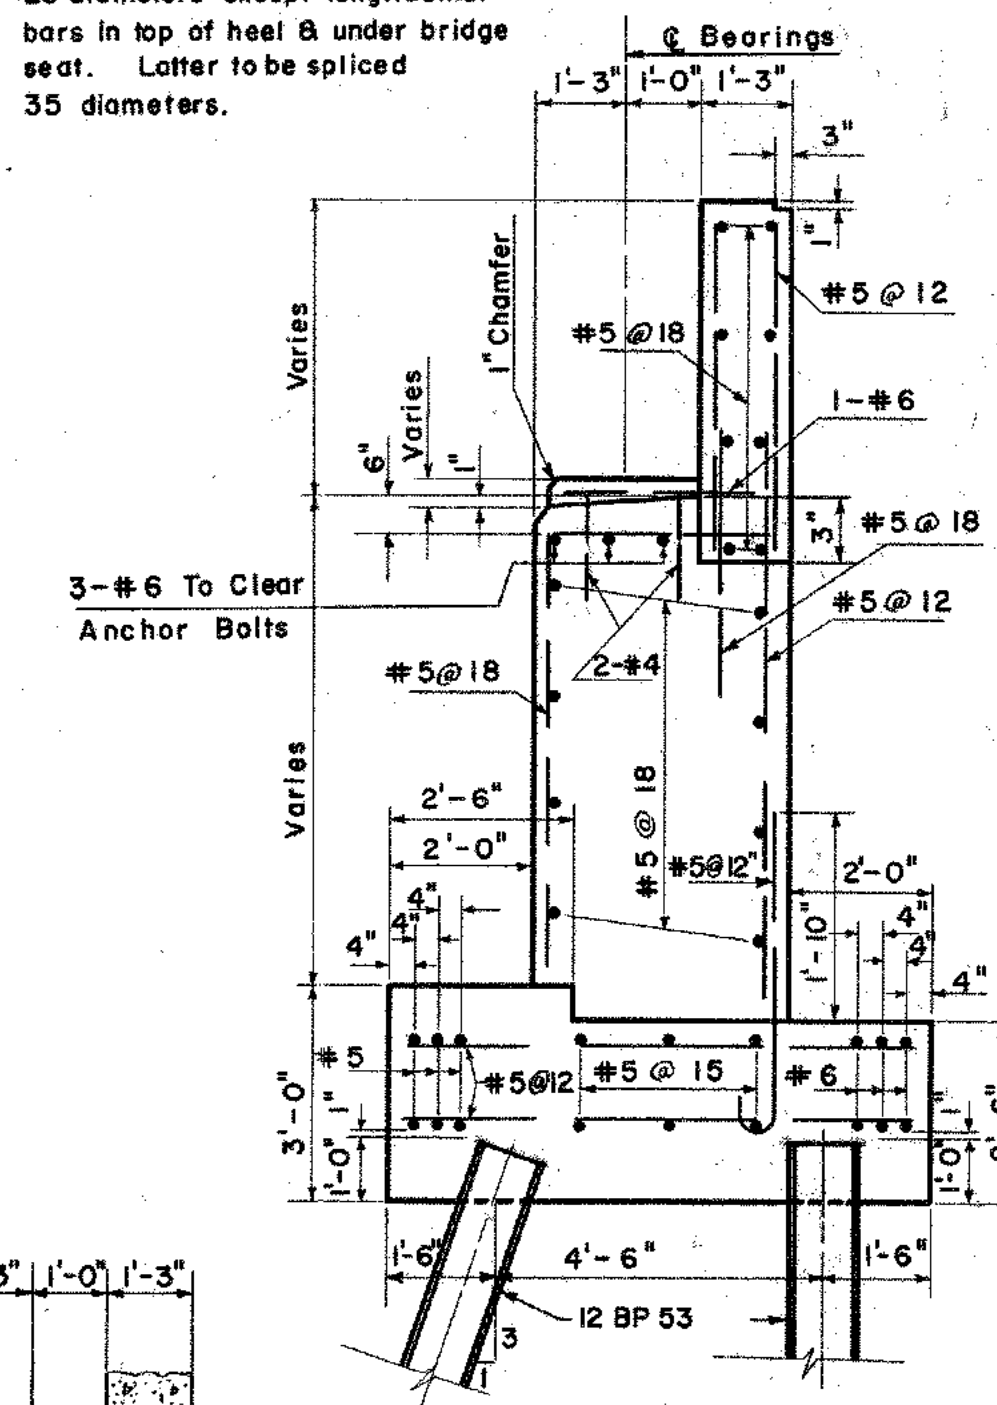 bars in top of heel & under bridge
seat. Latter to be spliced
35 diameters.
℄ Bearings
1'-3" 1'-0" 1'-3"
3"
1"
Varies
1" Chamfer
#5 @ 12
#5 @ 18
1-#6
Varies
6"
1"
3"
#5 @ 18
3-#6 To Clear
Anchor Bolts
#5 @ 12
2-#4
#5 @ 18
Varies
#5 @ 18
2'-6"
2'-0"
#5@12"
2'-0"
1'-10"
4"
4"
4"
4"
4"
4"
#5
#5@12
#5 @ 15
#6
3'-0"
1"
1'-0"
1"
1'-0"
1'-6"
4'-6"
1'-6"
12 BP 53
3
1
1'-0" 1'-3"